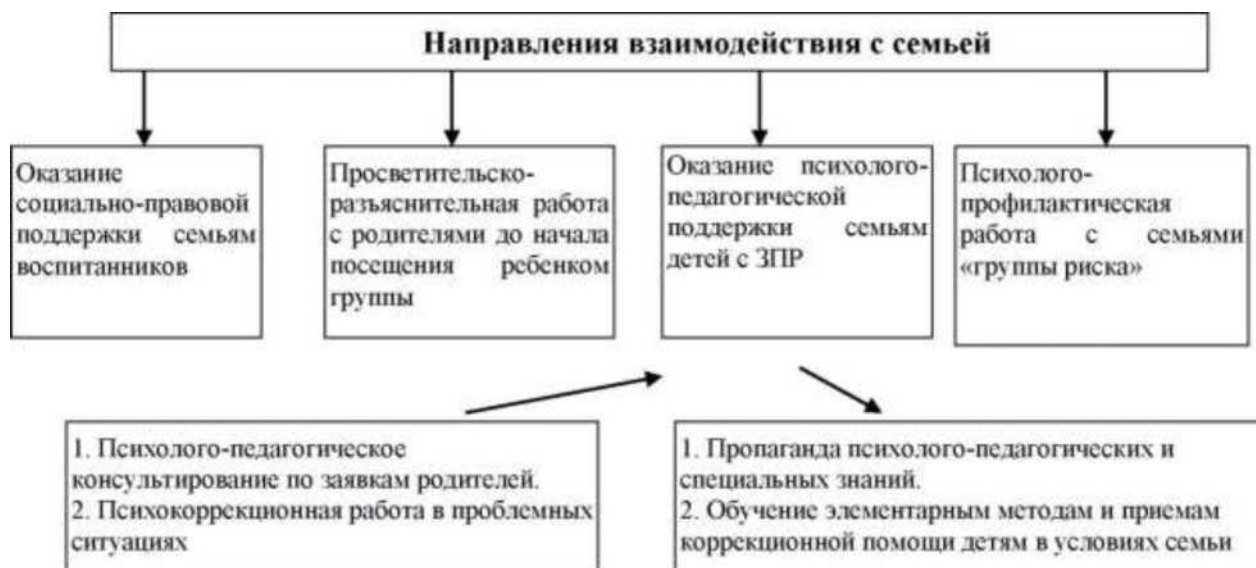 Направления взаимодействия с семьей
Оказание
социально-правовой
поддержки семьям
воспитанников
Просветительско-
разъяснительная работа
с родителями до начала
посещения ребенком
группы
Оказание психолого-
педагогической
поддержки семьям
детей с ЗПР
Психолого-
профилактическая
работа с семьями
«группы риска»
1. Психолого-педагогическое
консультирование по заявкам родителей.
2. Психокоррекционная работа в проблемных
ситуациях
1. Пропаганда психолого-педагогических и
специальных знаний.
2. Обучение элементарным методам и приемам
коррекционной помощи детям в условиях семьи